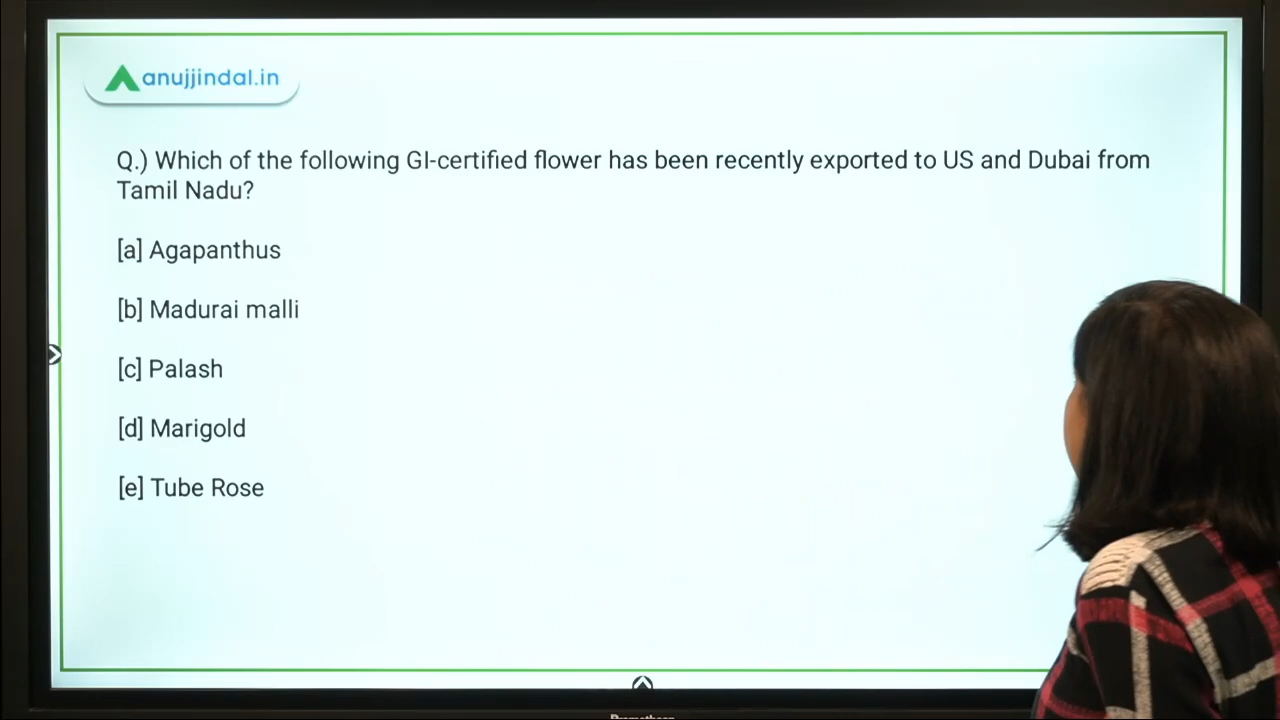 anujjindal.in
Q.) Which of the following GI-certified flower has been recently exported to US and Dubai from
Tamil Nadu?
[a] Agapanthus
[b] Madurai malli
[c] Palash
[d] Marigold
[e] Tube Rose